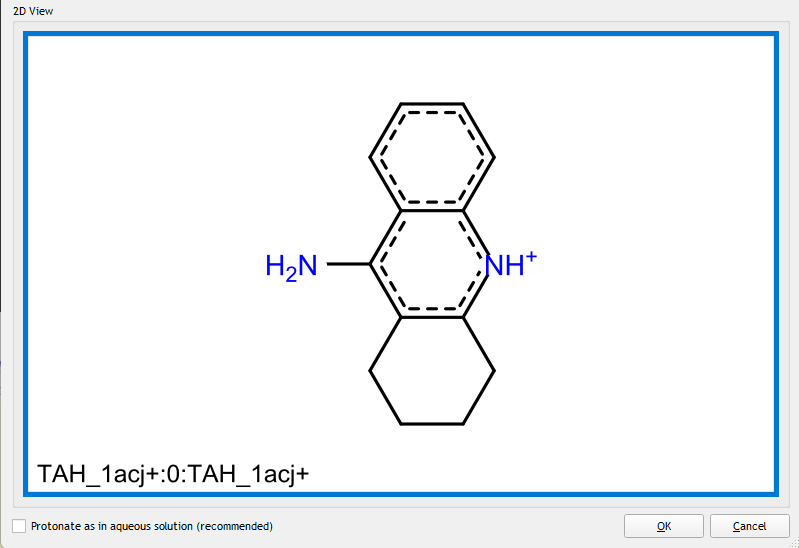 2D View
H₂N
NH⁺
TAH_1acj+:0:TAH_1acj+
Protonate as in aqueous solution (recommended)
OK
Cancel